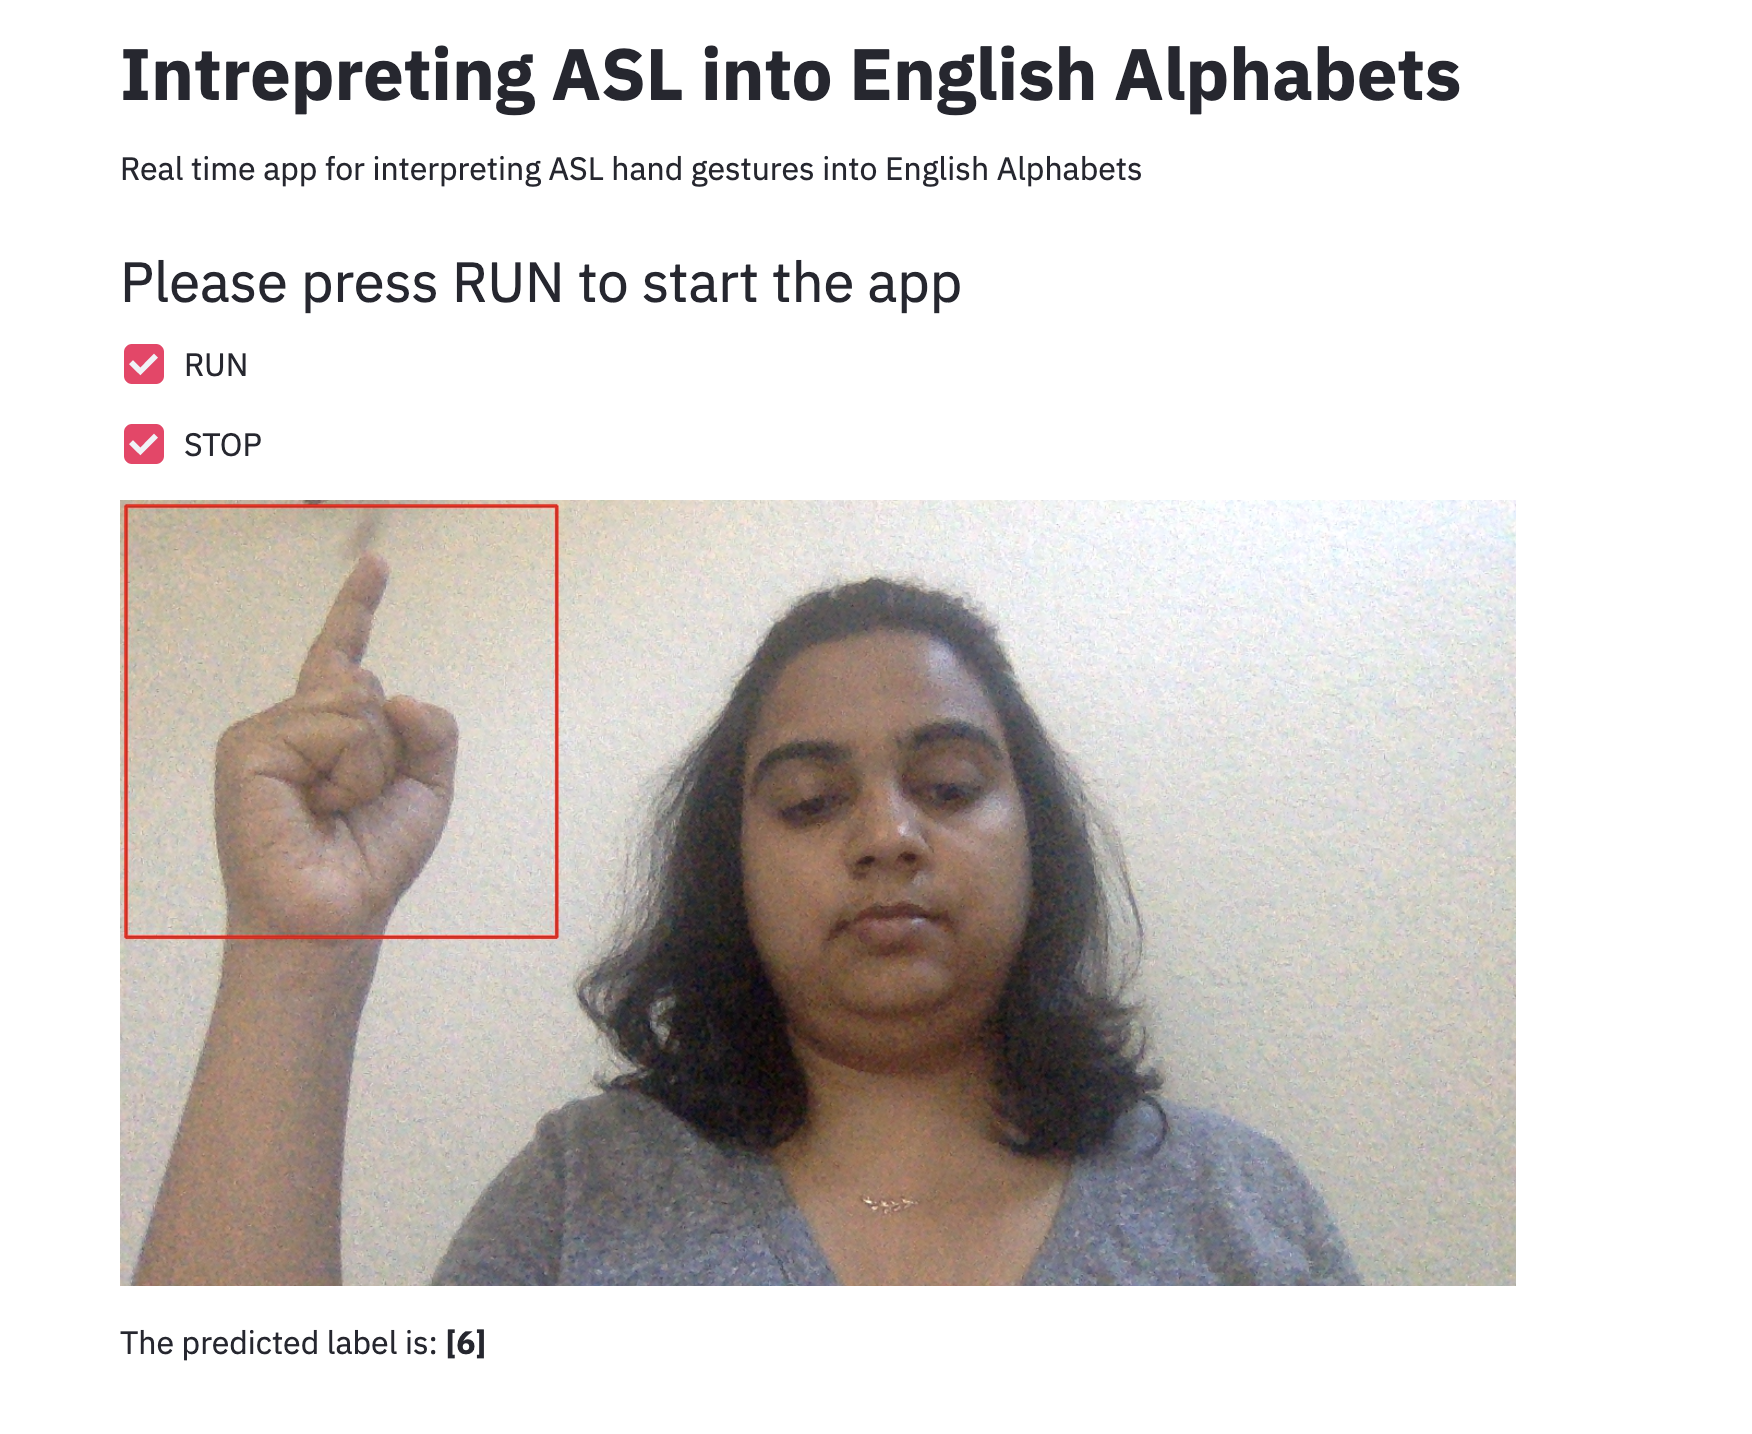 Intrepreting ASL into English Alphabets
Real time app for interpreting ASL hand gestures into English Alphabets
Please press RUN to start the app
RUN
STOP
The predicted label is: [6]